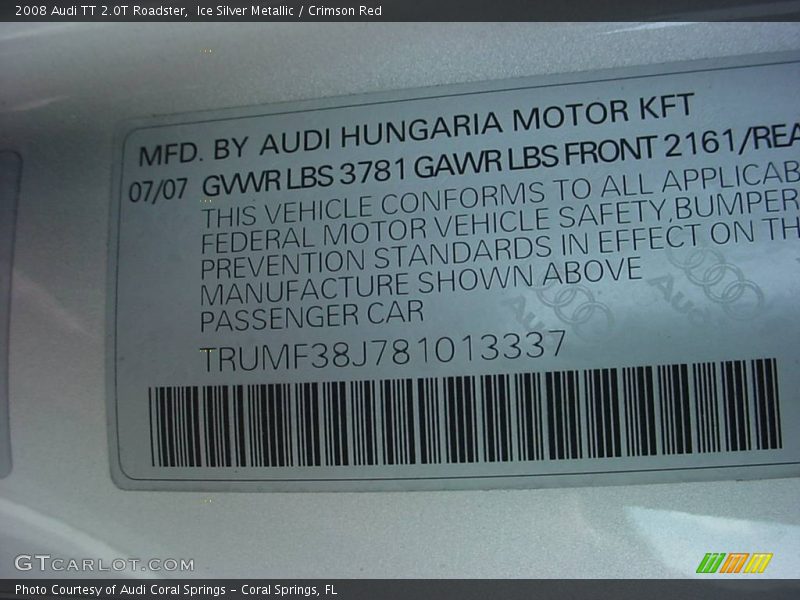 2008 Audi TT 2.0T Roadster,  Ice Silver Metallic / Crimson Red
MFD. BY AUDI HUNGARIA MOTOR KFT
07/07 GVWR LBS 3781 GAWR LBS FRONT 2161/REA
THIS VEHICLE CONFORMS TO ALL APPLICAB
FEDERAL MOTOR VEHICLE SAFETY,BUMPER
PREVENTION STANDARDS IN EFFECT ON TH
MANUFACTURE SHOWN ABOVE
PASSENGER CAR
Audi
Audi
TRUMF38J781013337
GTCARLOT.COM
Photo Courtesy of Audi Coral Springs – Coral Springs, FL